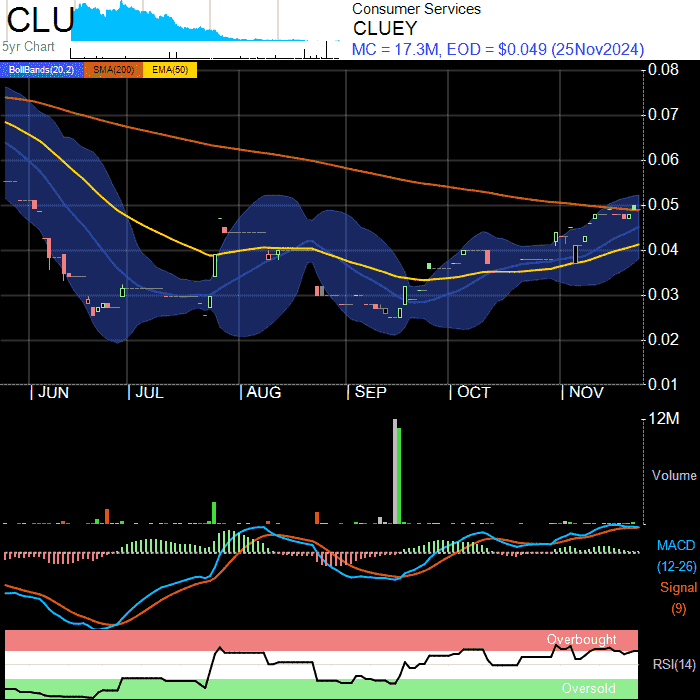 CLU
5yr Chart
Consumer Services
CLUEY
MC = 17.3M, EOD = $0.049 (25Nov2024)
BollBands(20,2) SMA(200) EMA(50)
0.08
0.07
0.06
0.05
0.04
0.03
0.02
0.01
JUN JUL AUG SEP OCT NOV
12M
Volume
MACD
(12-26)
Signal
(9)
Overbought
RSI(14)
Oversold